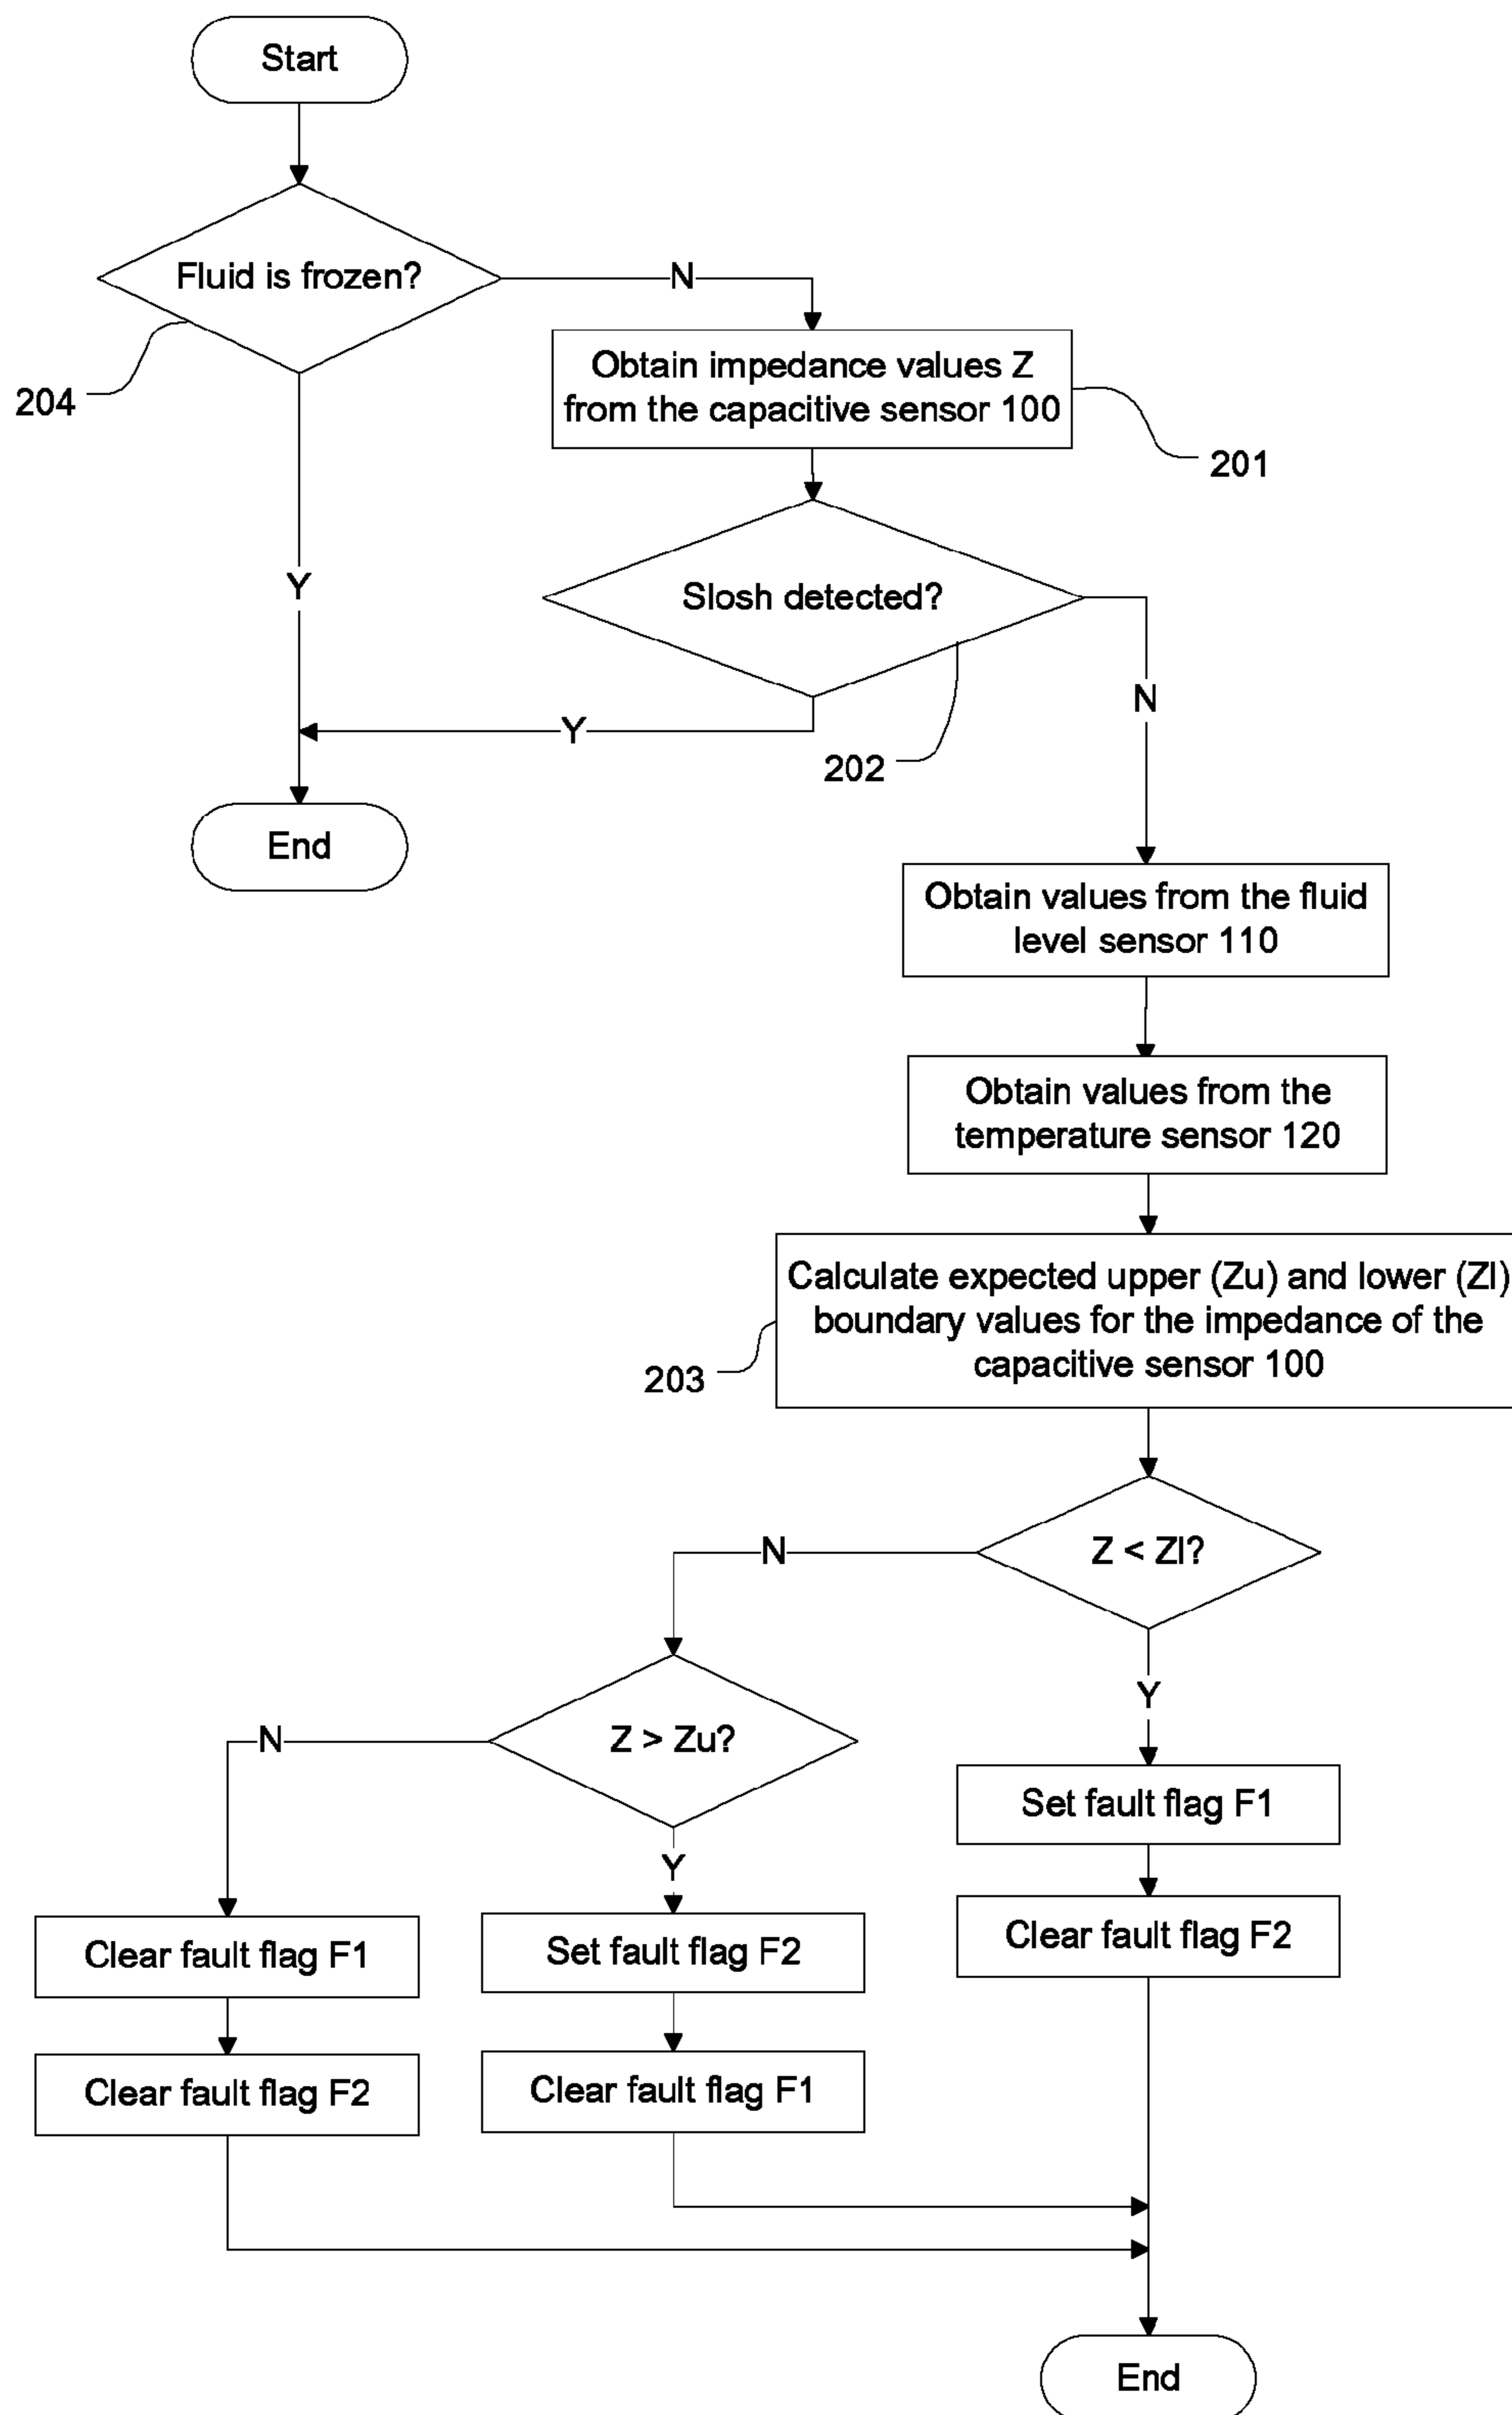 Start
Fluid is frozen?
N
204
Obtain impedance values Z
from the capacitive sensor 100
201
Y
Slosh detected?
N
Y
202
End
Obtain values from the fluid
level sensor 110
Obtain values from the
temperature sensor 120
Calculate expected upper (Zu) and lower (Zl)
boundary values for the impedance of the
capacitive sensor 100
203
Z < Zl?
N
Y
Z > Zu?
N
Y
Set fault flag F1
Clear fault flag F2
Set fault flag F2
Clear fault flag F1
Clear fault flag F1
Clear fault flag F2
End